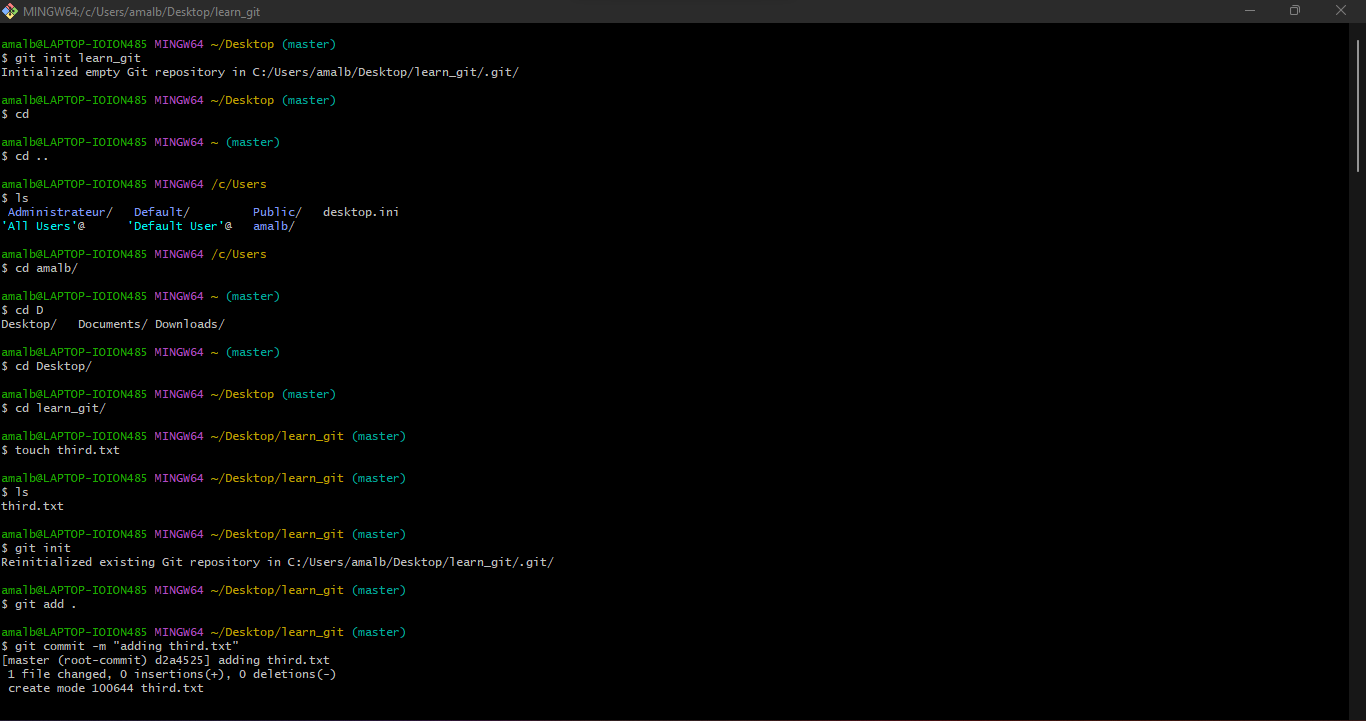 MINGW64:/c/Users/amalb/Desktop/learn_git
amalb@LAPTOP-IOION485 MINGW64 ~/Desktop (master)
$ git init learn_git
Initialized empty Git repository in C:/Users/amalb/Desktop/learn_git/.git/
amalb@LAPTOP-IOION485 MINGW64 ~/Desktop (master)
$ cd
amalb@LAPTOP-IOION485 MINGW64 ~ (master)
$ cd ..
amalb@LAPTOP-IOION485 MINGW64 /c/Users
$ ls
Administrateur/   Default/         Public/   desktop.ini
'All Users'@      'Default User'@   amalb/
amalb@LAPTOP-IOION485 MINGW64 /c/Users
$ cd amalb/
amalb@LAPTOP-IOION485 MINGW64 ~ (master)
$ cd D
Desktop/   Documents/ Downloads/
amalb@LAPTOP-IOION485 MINGW64 ~ (master)
$ cd Desktop/
amalb@LAPTOP-IOION485 MINGW64 ~/Desktop (master)
$ cd learn_git/
amalb@LAPTOP-IOION485 MINGW64 ~/Desktop/learn_git (master)
$ touch third.txt
amalb@LAPTOP-IOION485 MINGW64 ~/Desktop/learn_git (master)
$ ls
third.txt
amalb@LAPTOP-IOION485 MINGW64 ~/Desktop/learn_git (master)
$ git init
Reinitialized existing Git repository in C:/Users/amalb/Desktop/learn_git/.git/
amalb@LAPTOP-IOION485 MINGW64 ~/Desktop/learn_git (master)
$ git add .
amalb@LAPTOP-IOION485 MINGW64 ~/Desktop/learn_git (master)
$ git commit -m "adding third.txt"
[master (root-commit) d2a4525] adding third.txt
1 file changed, 0 insertions(+), 0 deletions(-)
create mode 100644 third.txt